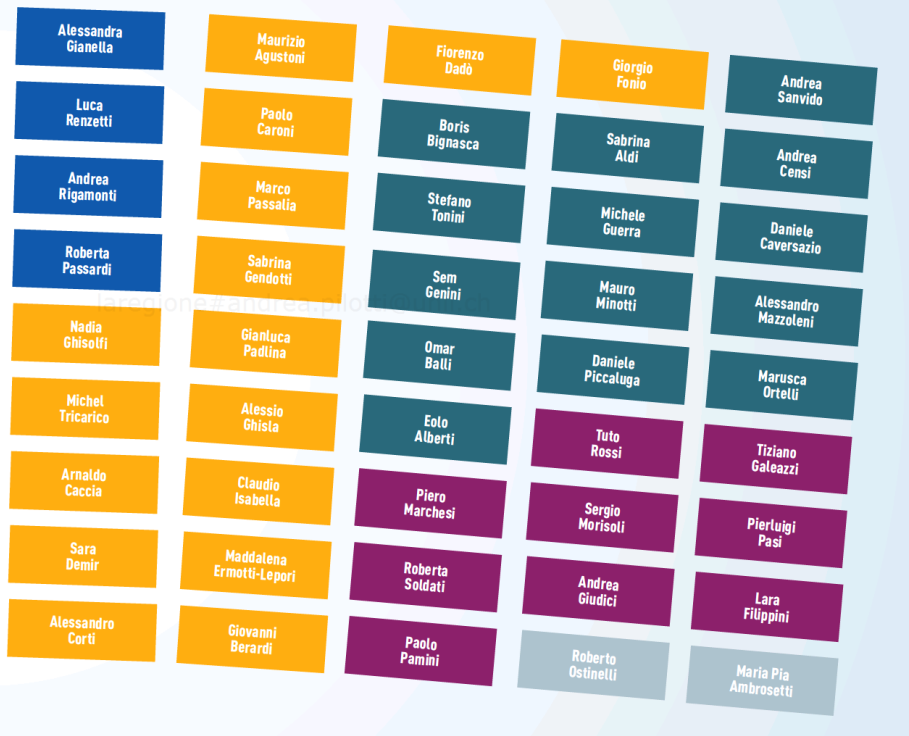 Alessandra
Gianella
Luca
Renzetti
Andrea
Rigamonti
Roberta
Passardi
Nadia
Ghisolfi
Michel
Tricarico
Arnaldo
Caccia
Sara
Demir
Alessandro
Corti
Maurizio
Agustoni
Paolo
Caroni
Marco
Passalia
Sabrina
Gendotti
Gianluca
Padlina
Alessio
Ghisla
Claudio
Isabella
Maddalena
Ermotti-Lepori
Giovanni
Berardi
Fiorenzo
Dadò
Boris
Bignasca
Stefano
Tonini
Sem
Genini
Omar
Balli
Eolo
Alberti
Piero
Marchesi
Roberta
Soldati
Paolo
Pamini
Giorgio
Fonio
Sabrina
Aldi
Michele
Guerra
Mauro
Minotti
Daniele
Piccaluga
Tuto
Rossi
Sergio
Morisoli
Andrea
Giudici
Roberto
Ostinelli
Andrea
Sanvido
Andrea
Censi
Daniele
Caversazio
Alessandro
Mazzoleni
Marusca
Ortelli
Tiziano
Galeazzi
Pierluigi
Pasi
Lara
Filippini
Maria Pia
Ambrosetti